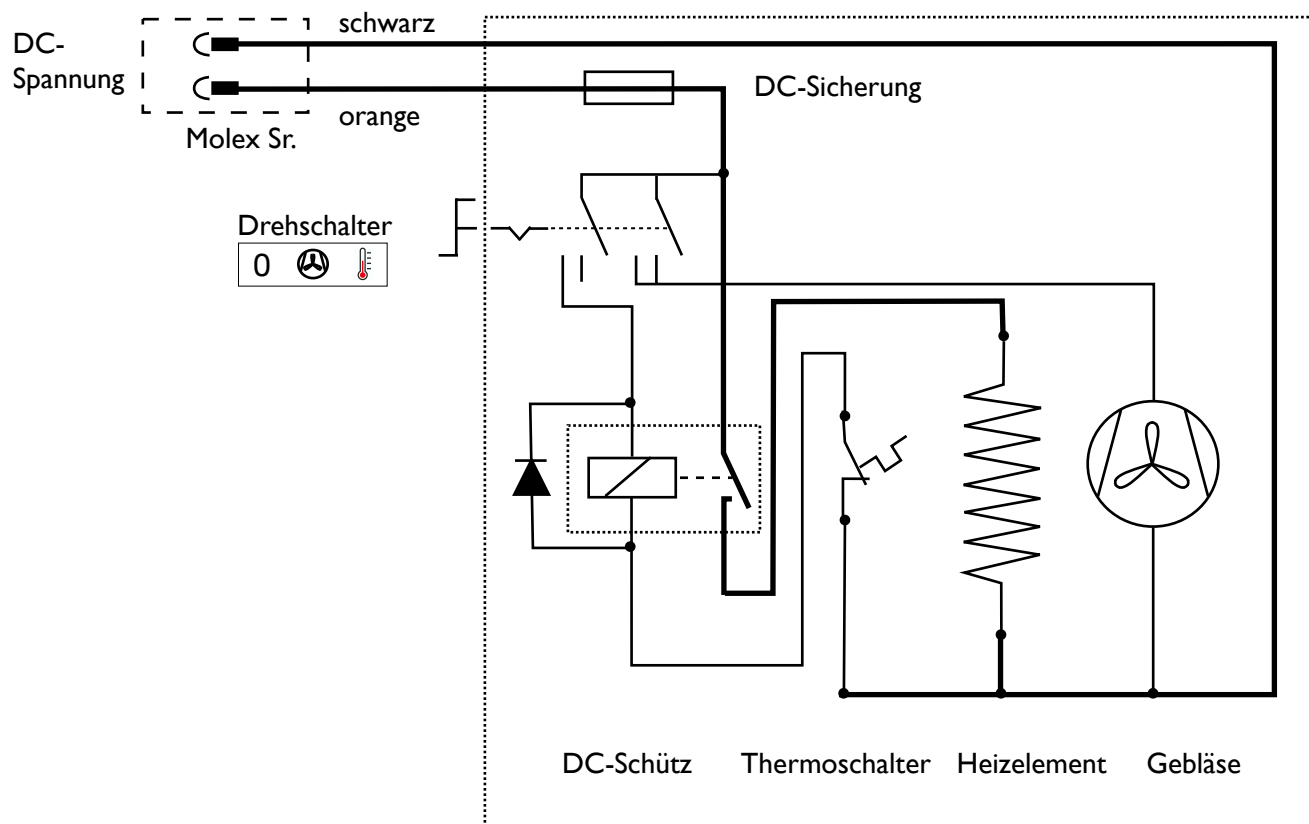 schwarz
DC-
Spannung
DC-Sicherung
orange
Molex Sr.
Drehschalter
0
DC-Schütz
Thermoschalter
Heizelement
Gebläse